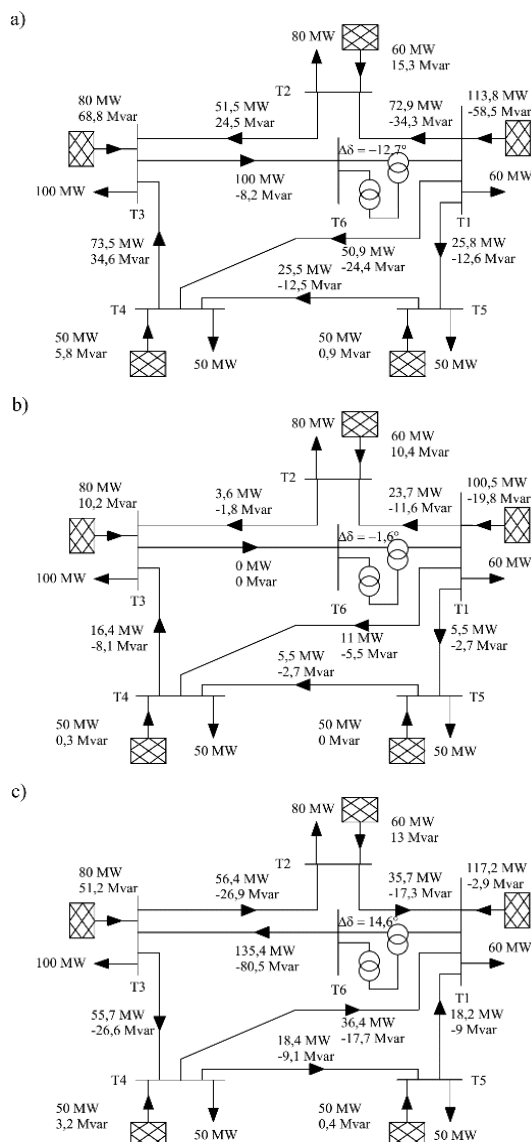 a)
80 MW
60 MW
15,3 Mvar
T2
80 MW
68,8 Mvar
51,5 MW
24,5 Mvar
72,9 MW
-34,3 Mvar
113,8 MW
-58,5 Mvar
Δδ = −12,7°
100 MW
-8,2 Mvar
100 MW
60 MW
T3
T6
T1
73,5 MW
34,6 Mvar
50,9 MW
-24,4 Mvar
25,8 MW
-12,6 Mvar
25,5 MW
-12,5 Mvar
T4
T5
50 MW
5,8 Mvar
50 MW
50 MW
0,9 Mvar
50 MW
b)
80 MW
60 MW
10,4 Mvar
T2
80 MW
10,2 Mvar
3,6 MW
-1,8 Mvar
23,7 MW
-11,6 Mvar
100,5 MW
-19,8 Mvar
Δδ = −1,6°
0 MW
0 Mvar
100 MW
60 MW
T3
T6
T1
16,4 MW
-8,1 Mvar
11 MW
-5,5 Mvar
5,5 MW
-2,7 Mvar
5,5 MW
-2,7 Mvar
T4
T5
50 MW
0,3 Mvar
50 MW
50 MW
0 Mvar
50 MW
c)
80 MW
60 MW
13 Mvar
T2
80 MW
51,2 Mvar
56,4 MW
-26,9 Mvar
35,7 MW
-17,3 Mvar
117,2 MW
-2,9 Mvar
Δδ = 14,6°
135,4 MW
-80,5 Mvar
100 MW
60 MW
T3
T6
T1
55,7 MW
-26,6 Mvar
36,4 MW
-17,7 Mvar
18,2 MW
-9 Mvar
18,4 MW
-9,1 Mvar
T4
T5
50 MW
3,2 Mvar
50 MW
50 MW
0,4 Mvar
50 MW